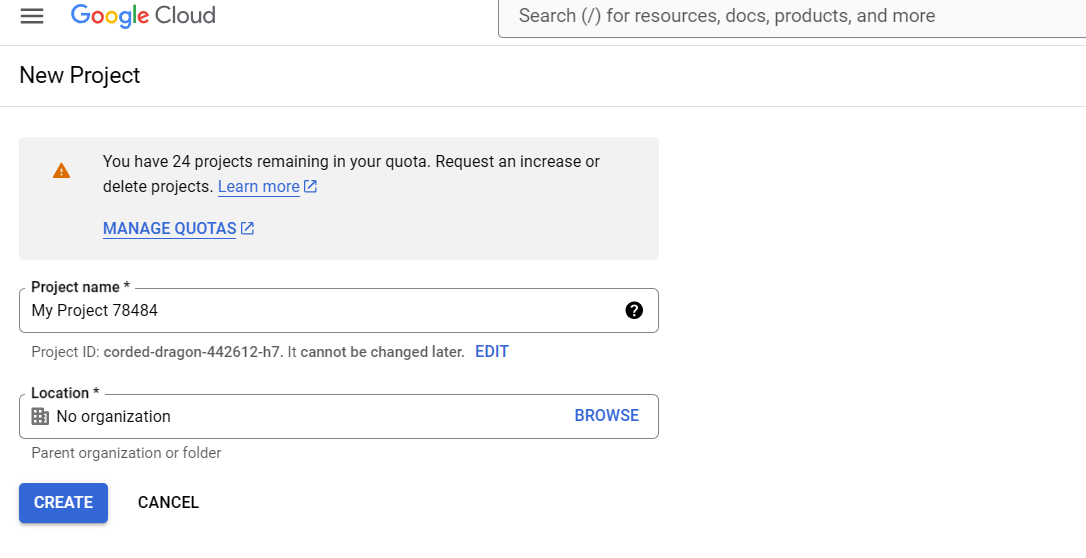 Google Cloud
Search (/) for resources, docs, products, and more
New Project
You have 24 projects remaining in your quota. Request an increase or
delete projects. Learn more
MANAGE QUOTAS
Project name *
My Project 78484
Project ID: corded-dragon-442612-h7. It cannot be changed later. EDIT
Location *
No organization BROWSE
Parent organization or folder
CREATE CANCEL